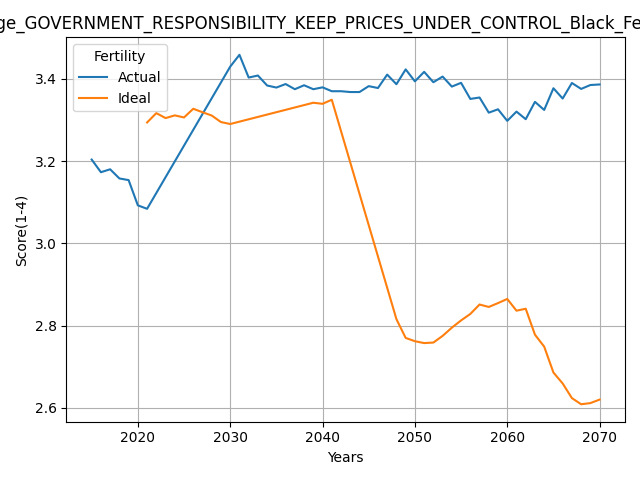 ge_GOVERNMENT_RESPONSIBILITY_KEEP_PRICES_UNDER_CONTROL_Black_Fe
Fertility
Actual
Ideal
Score(1-4)
3.4
3.2
3.0
2.8
2.6
2020 2030 2040 2050 2060 2070
Years